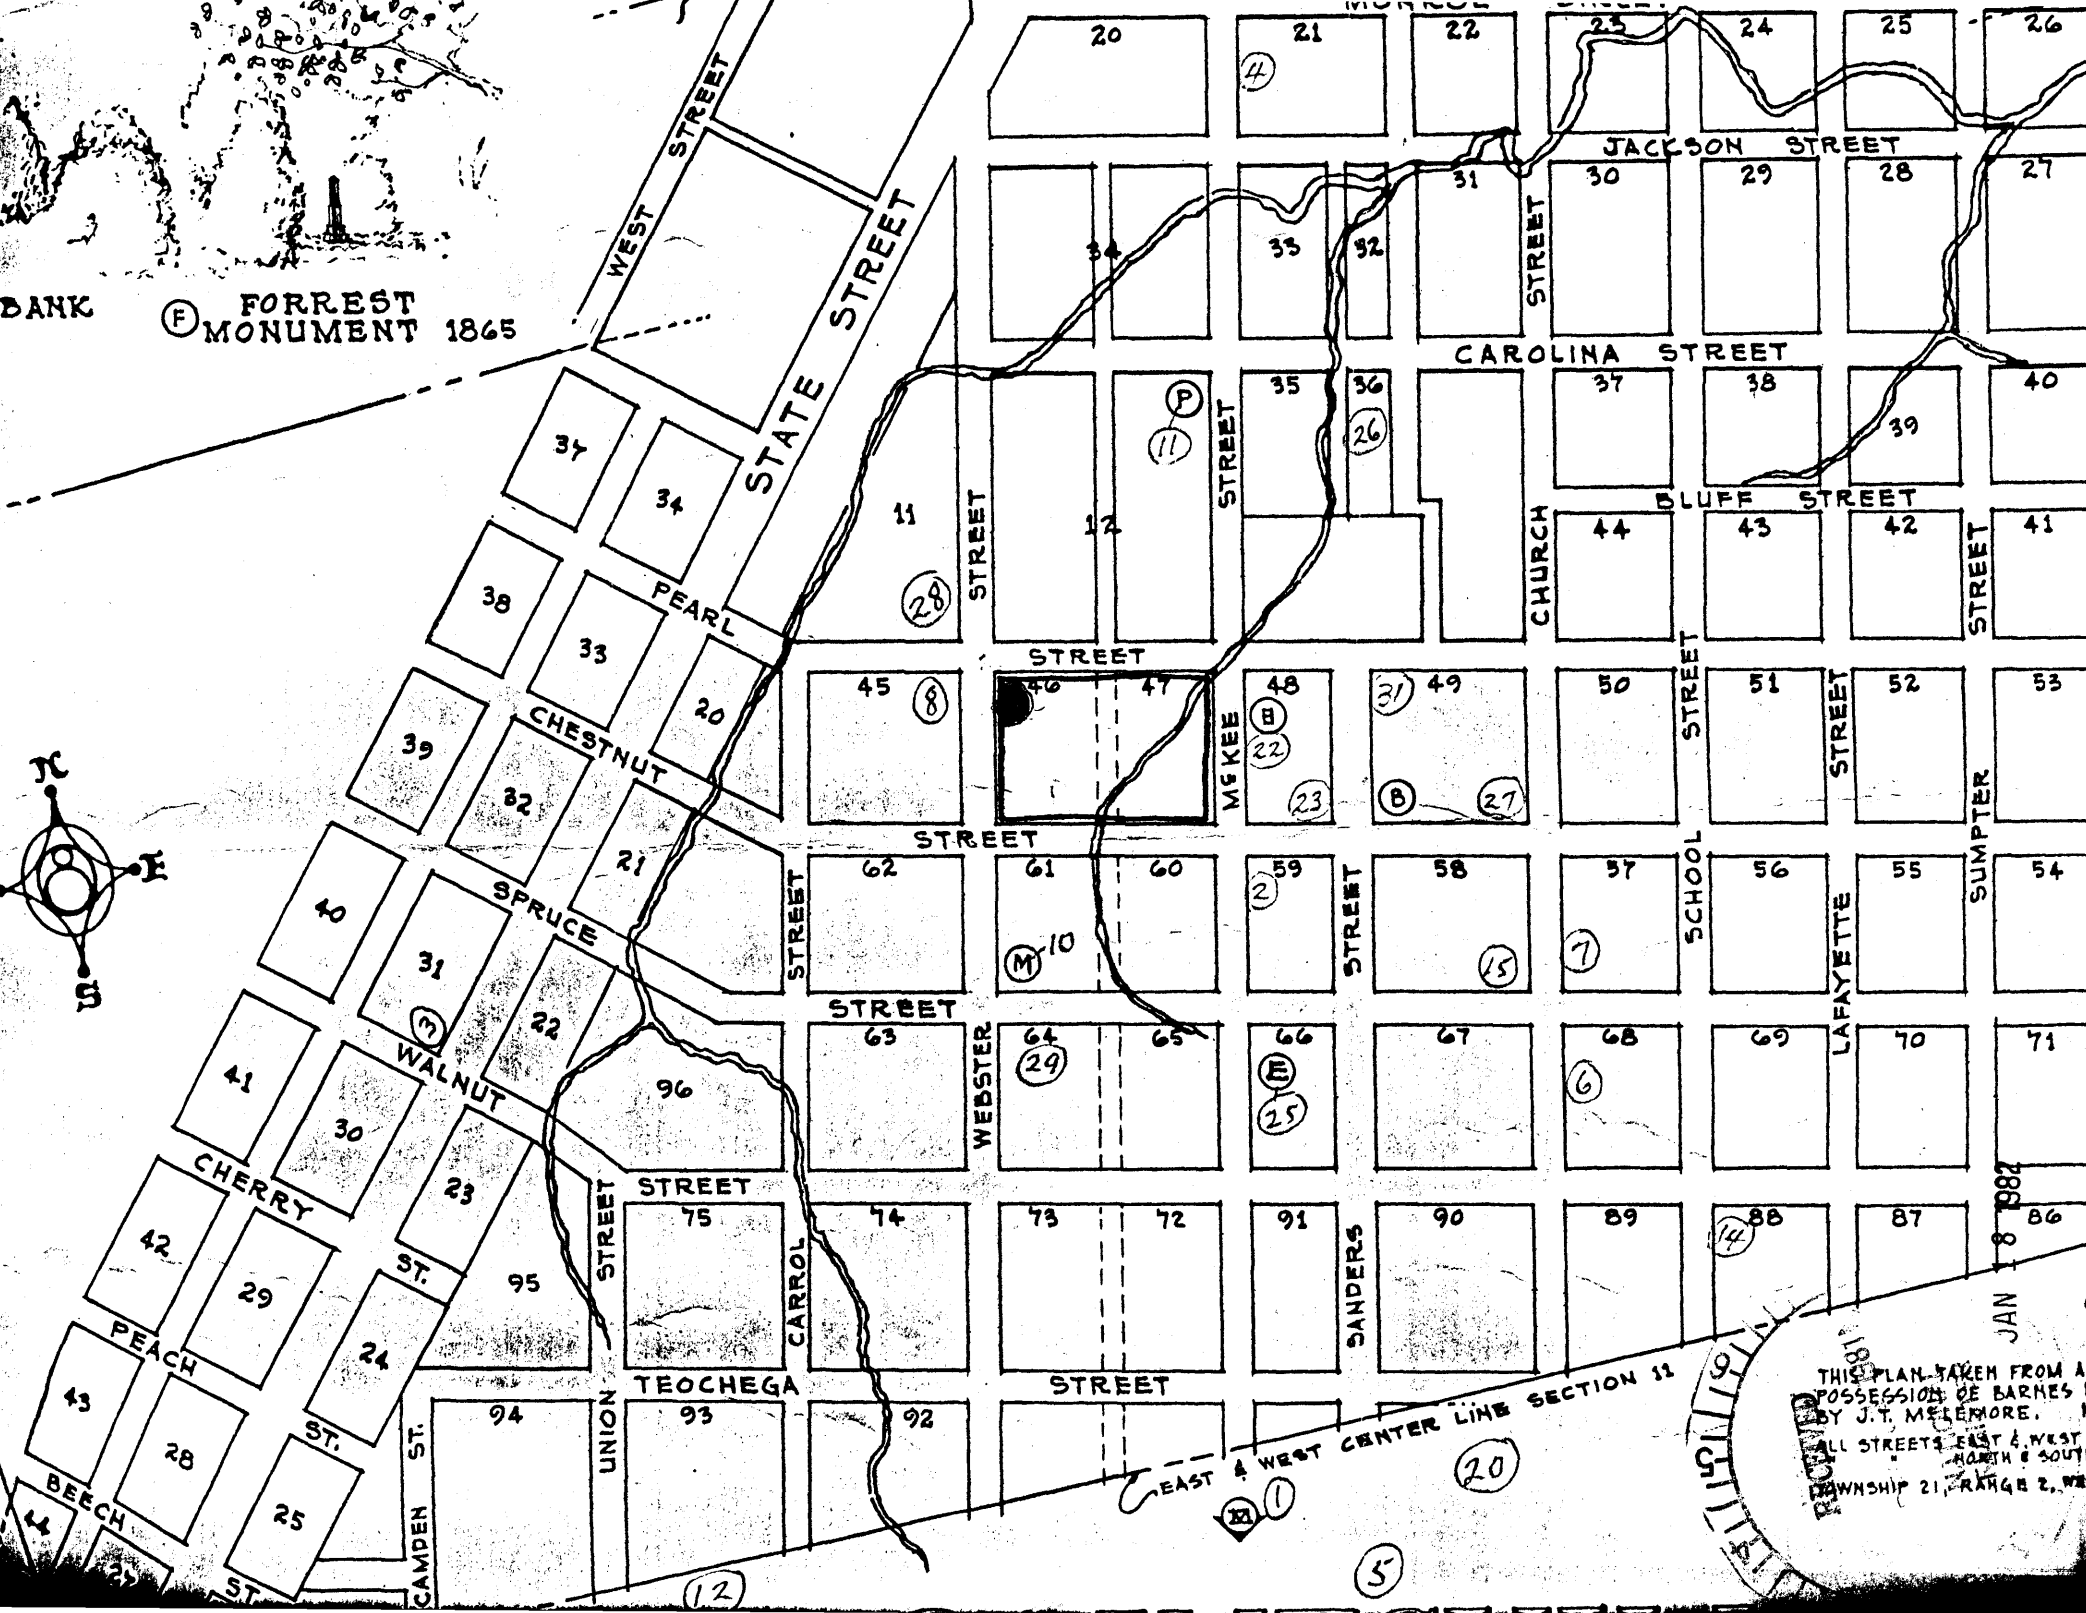 20 21 22 23 24 25 26
4
JACKSON STREET
WEST STREET
31 30 29 28 27
34 33 32
STREET
BANK
F FORREST
MONUMENT 1865
STATE STREET
CAROLINA STREET
35 36 37 38 39 40
P
11
26
STREET
37
34
BLUFF STREET
11 12
28
STREET
CHURCH
44 43 42 41
STREET
38
33
PEARL
STREET
45 8 46 47 48 31 49 50 51 52 53
B
22
23
B
27
McKEE
STREET
STREET
SUMPTER
20
CHESTNUT
39
32
21
STREET
62 61 60 59 58 57 56 55 54
2
M 10
15
7
STREET
STREET
SCHOOL
LAFAYETTE
N
E
S
40
SPRUCE
31
3
22
STREET
63 64 65 66 67 68 69 70 71
29
E
25
6
WEBSTER
41
WALNUT
96
30
23
CHERRY
ST.
STREET
75 74 73 72 91 90 89 88 87 86
14
STREET
CARROL
SANDERS
42
29
95
PEACH
ST.
24
43
28
TEOCHEGA STREET
94 93 92
UNION
CAMDEN ST.
BEECH
ST
44
25
27
EAST & WEST CENTER LINE SECTION 11
20
1
5
12
JAN 18 1982
RECEIVED
THIS PLAN TAKEN FROM A
POSSESSION OF BARNES
BY J.T. McLEMORE.
ALL STREETS EAST & WEST
NORTH & SOUT
TOWNSHIP 21, RANGE 2,